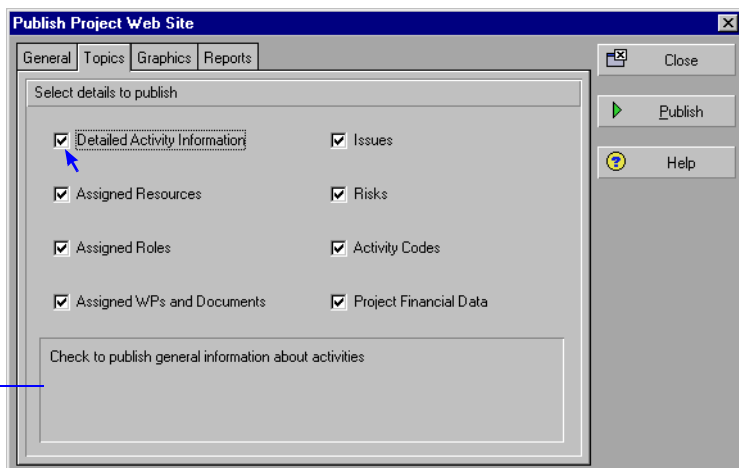 Publish Project Web Site
General Topics Graphics Reports
Select details to publish
Detailed Activity Information
Issues
Assigned Resources
Risks
Assigned Roles
Activity Codes
Assigned WPs and Documents
Project Financial Data
Check to publish general information about activities
Close
Publish
? Help